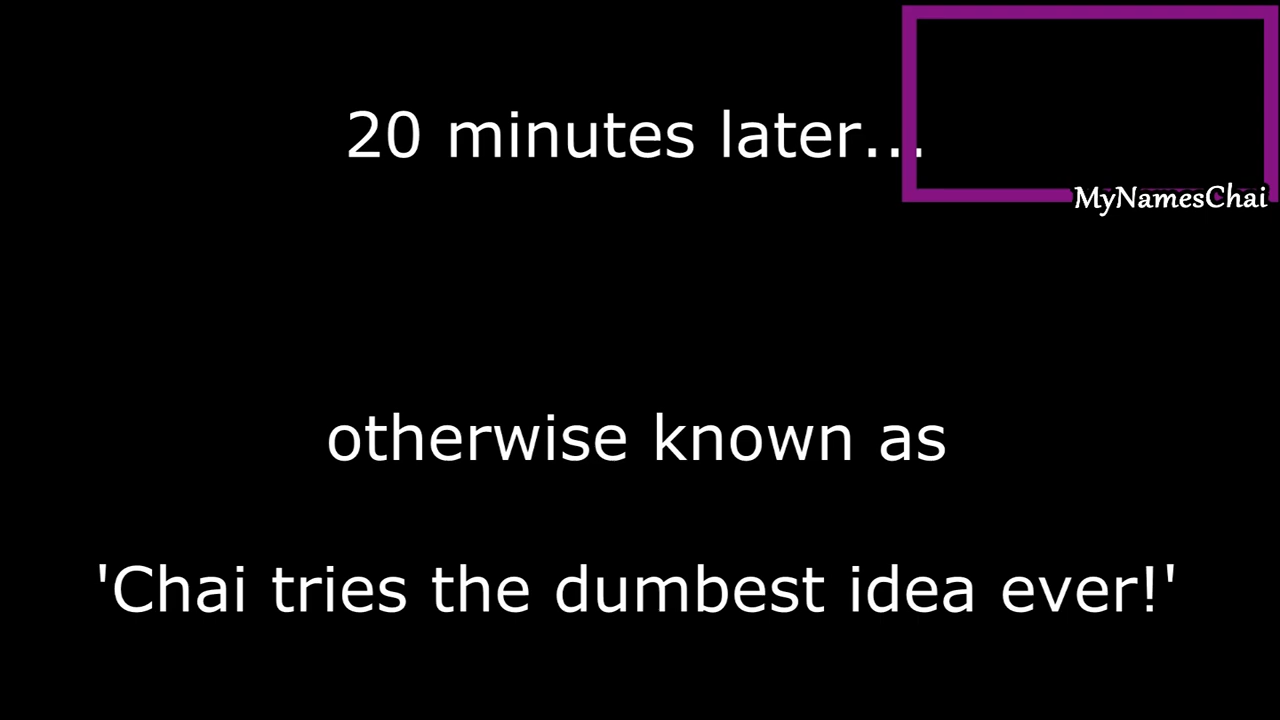 20 minutes later...
MyNamesChai
otherwise known as
'Chai tries the dumbest idea ever!'